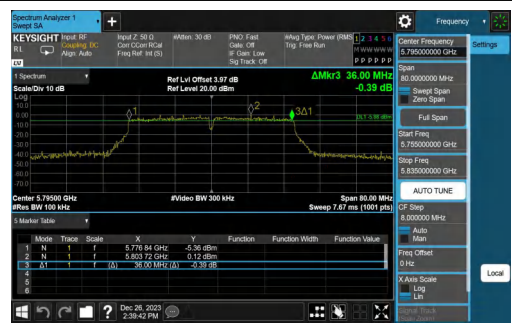 Spectrum Analyzer 1
Swept SA
Frequency
KEYSIGHT Input: RF Input Z: 50 Ω #Atten: 30 dB PNO: Fast #Avg Type: Power (RMS 1 2 3 4 5 6
R L Coupling: DC Corr CCorr RCal Gate: Off Trig: Free Run
Align: Auto Freq Ref: Int (S) IF Gain: Low M W W W W W
Sig Track: Off P P P P P P
Center Frequency
5.795000000 GHz
Settings
1 Spectrum
Scale/Div 10 dB
Ref Lvl Offset 3.97 dB
Ref Level 20.00 dBm
ΔMkr3 36.00 MHz
-0.39 dB
Log
10.0
0.00
-10.0
-20.0
-30.0
-40.0
-50.0
-60.0
-70.0
1
2
3Δ1
Span
80.0000000 MHz
Swept Span
Zero Span
Full Span
Start Freq
5.755000000 GHz
Stop Freq
5.835000000 GHz
AUTO TUNE
Center 5.79500 GHz #Video BW 300 kHz Span 80.00 MHz
#Res BW 100 kHz Sweep 7.67 ms (1001 pts)
CF Step
8.000000 MHz
Auto
Man
Freq Offset
0 Hz
X Axis Scale
Log
Lin
Signal Track
Local
5 Marker Table
Mode Trace Scale X Y Function Function Width Function Value
1 N 1 f 5.776 84 GHz -5.36 dBm
2 N 1 f 5.803 72 GHz 0.12 dBm
3 Δ1 1 f (Δ) 36.00 MHz (Δ) -0.39 dB
4
5
6
? Dec 26, 2023
2:39:42 PM